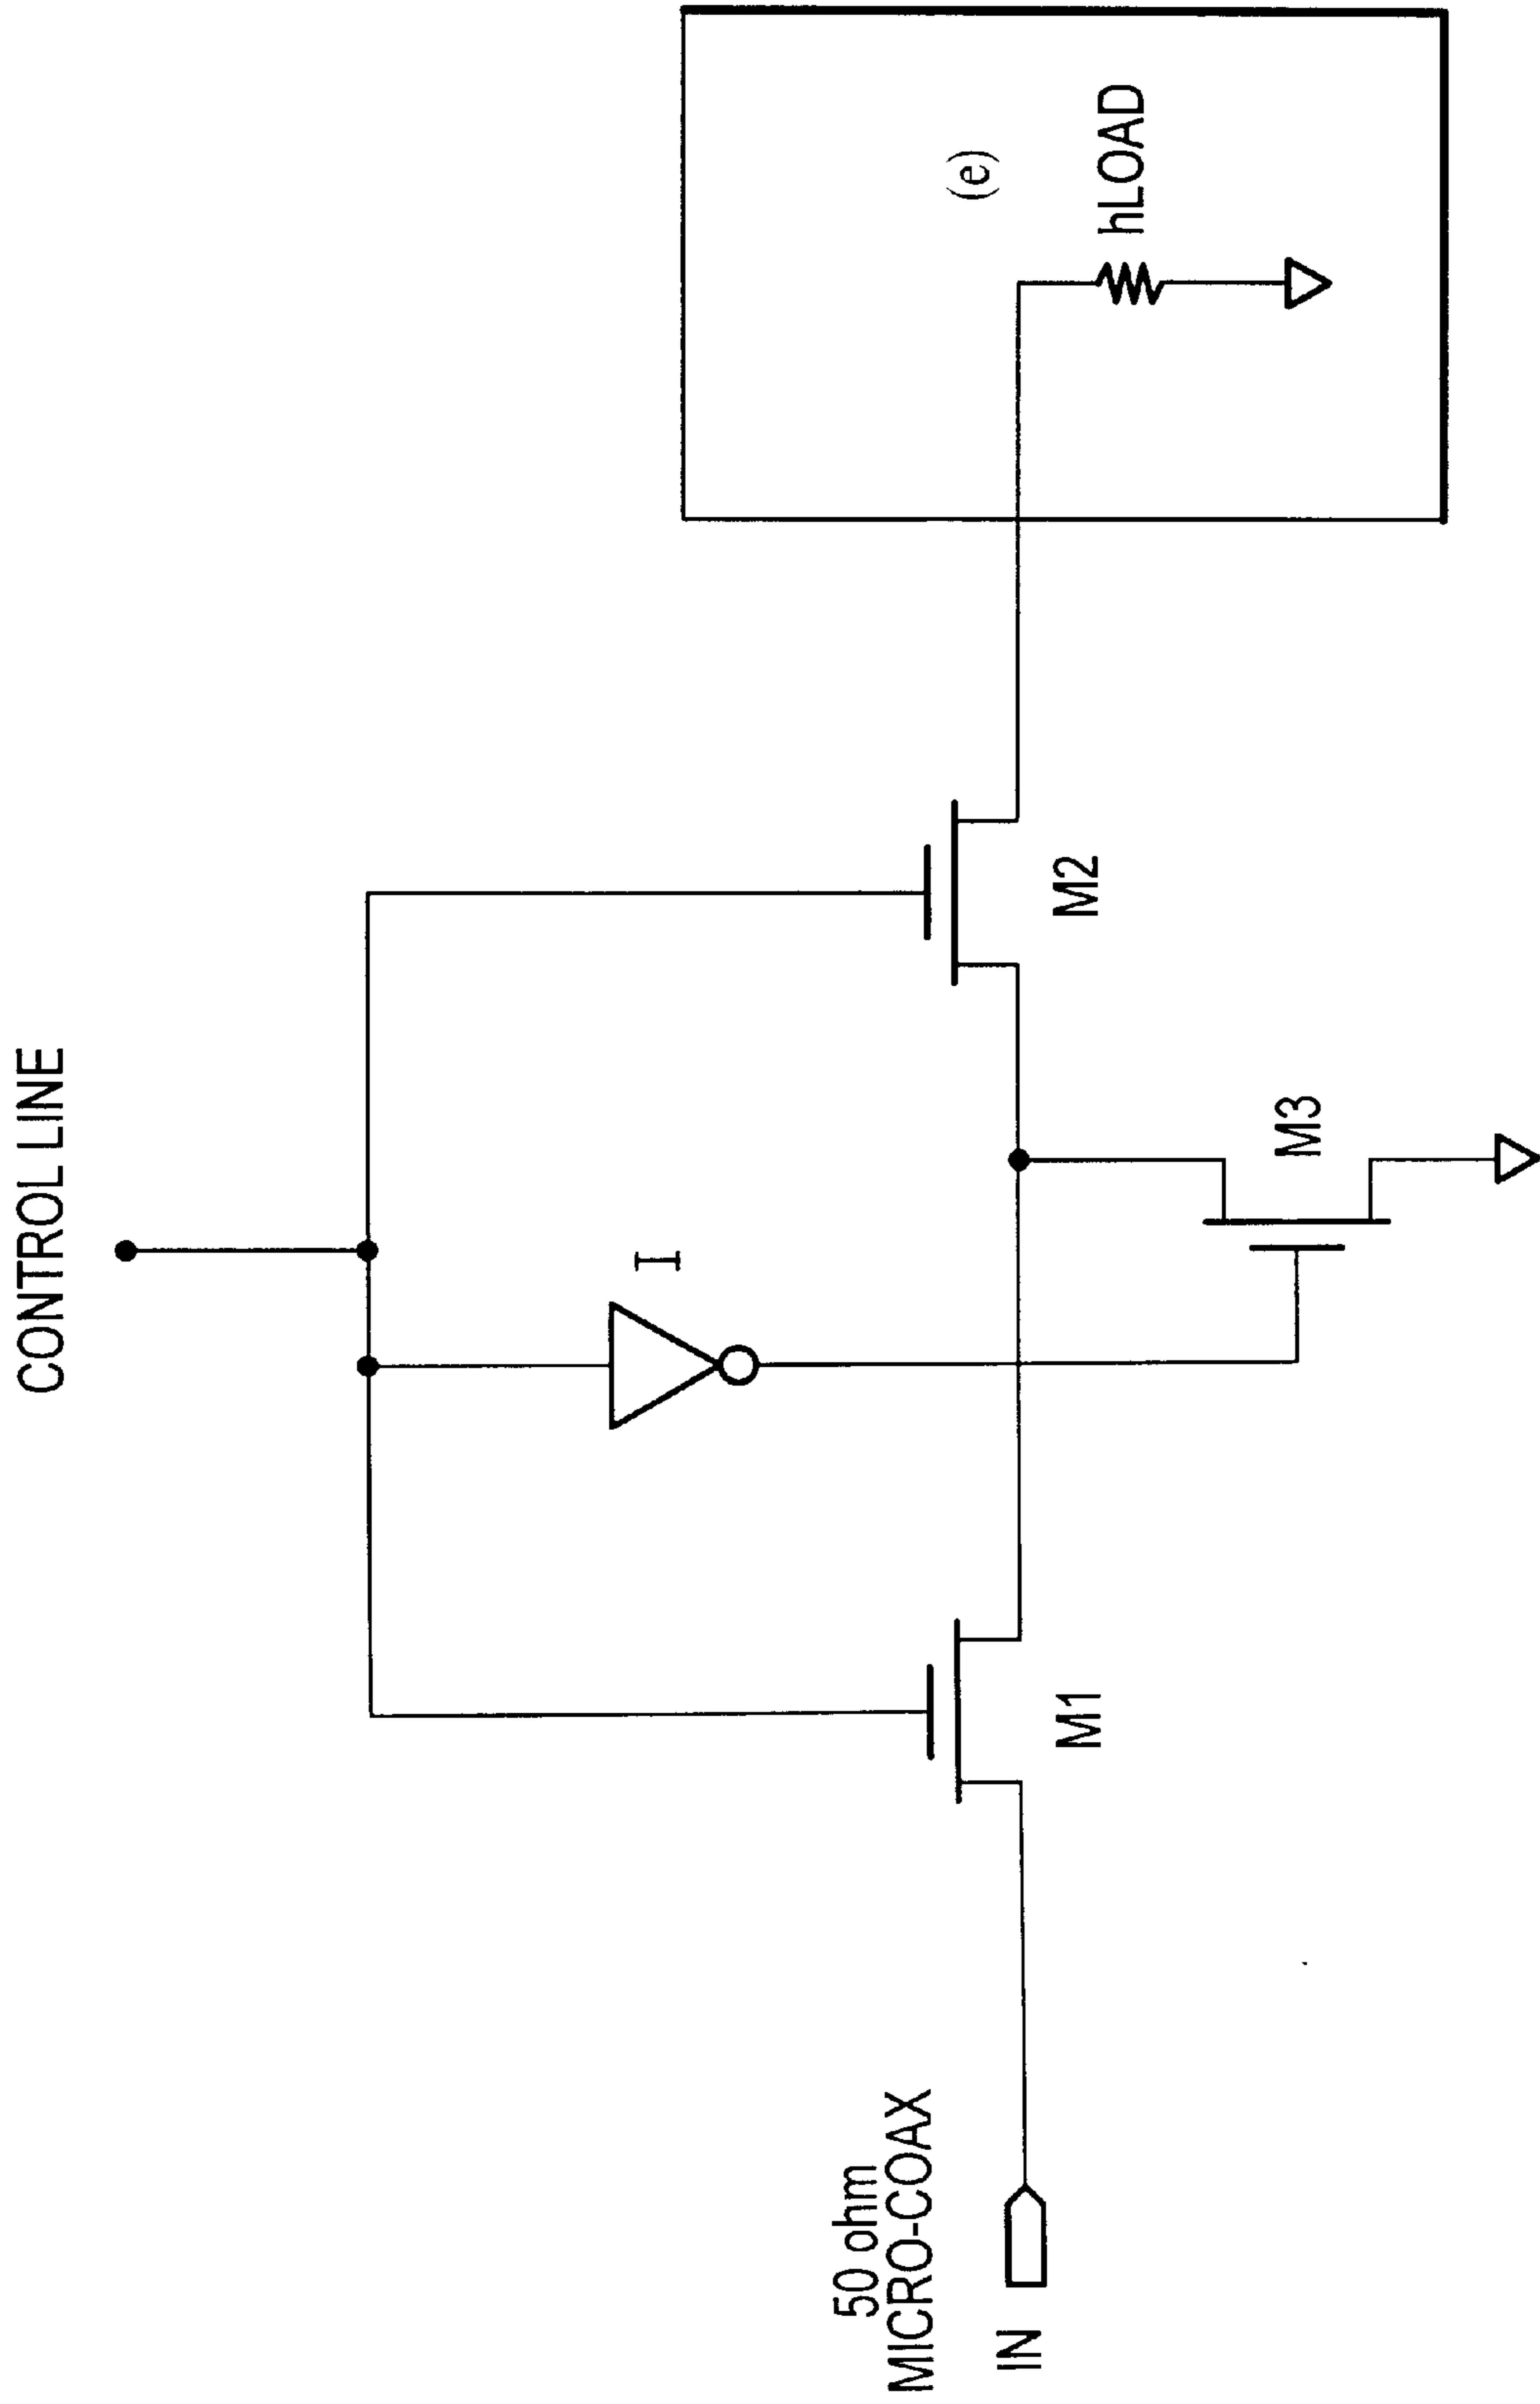 CONTROL LINE
I
50 ohm
MICRO-COAX
IN
M1
M2
M3
(e)
hLOAD